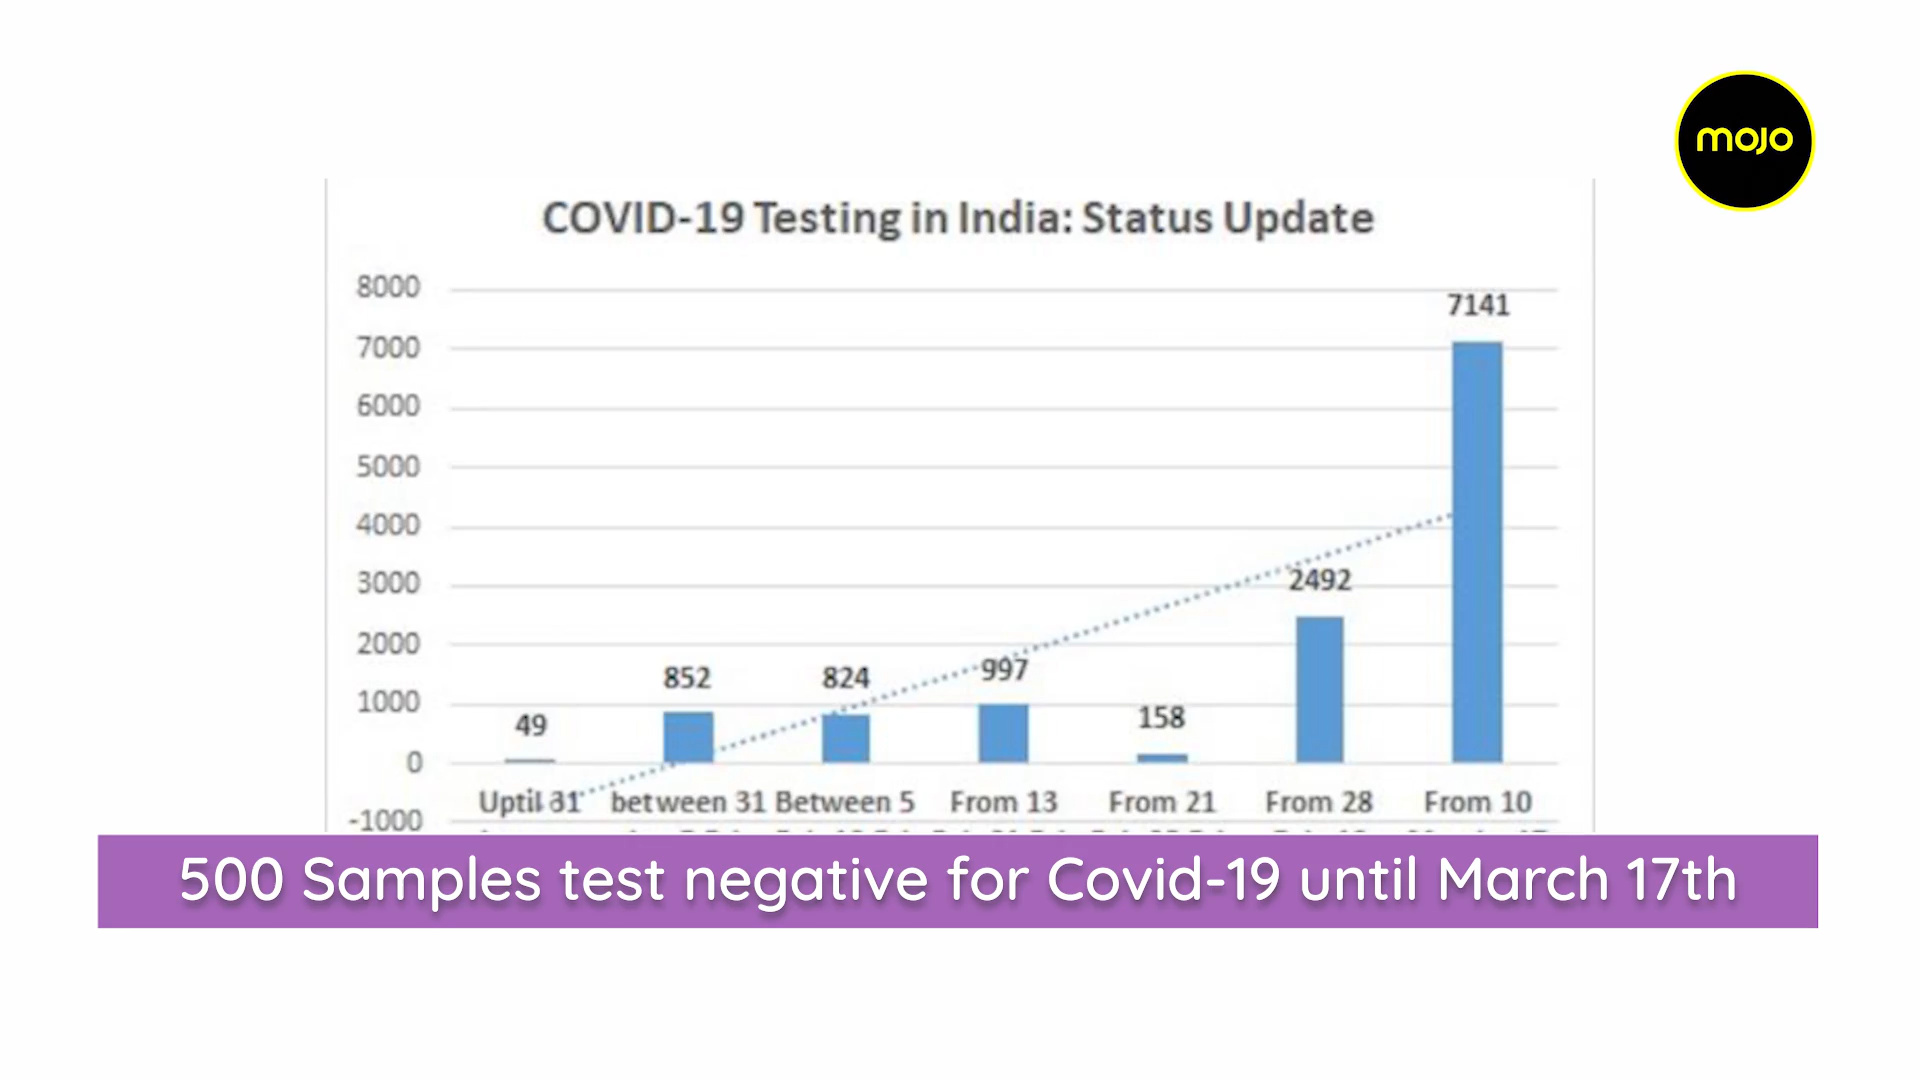 mojo
COVID-19 Testing in India: Status Update
8000
7000
6000
5000
4000
3000
2000
1000
0
-1000
49
852
824
997
158
2492
7141
Uptil 31
between 31
Between 5
From 13
From 21
From 28
From 10
500 Samples test negative for Covid-19 until March 17th